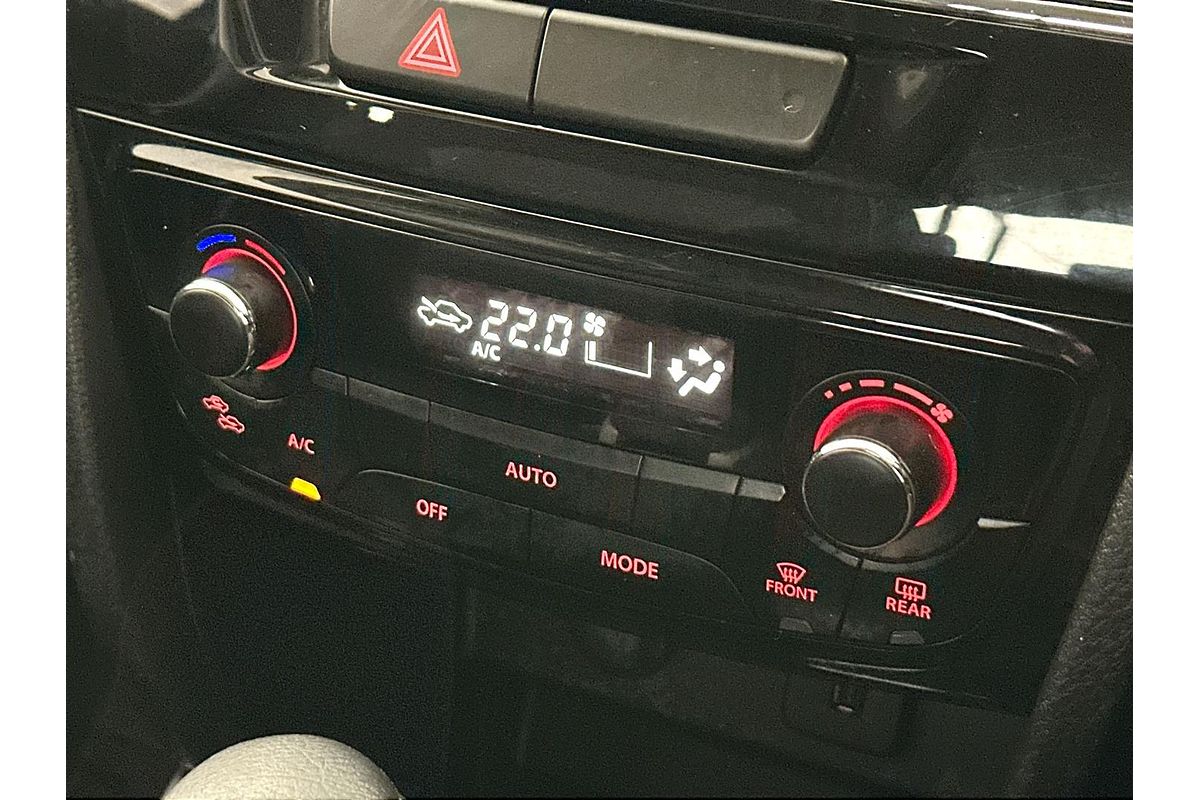 22.0
A/C
A/C
AUTO
OFF
MODE
FRONT
REAR